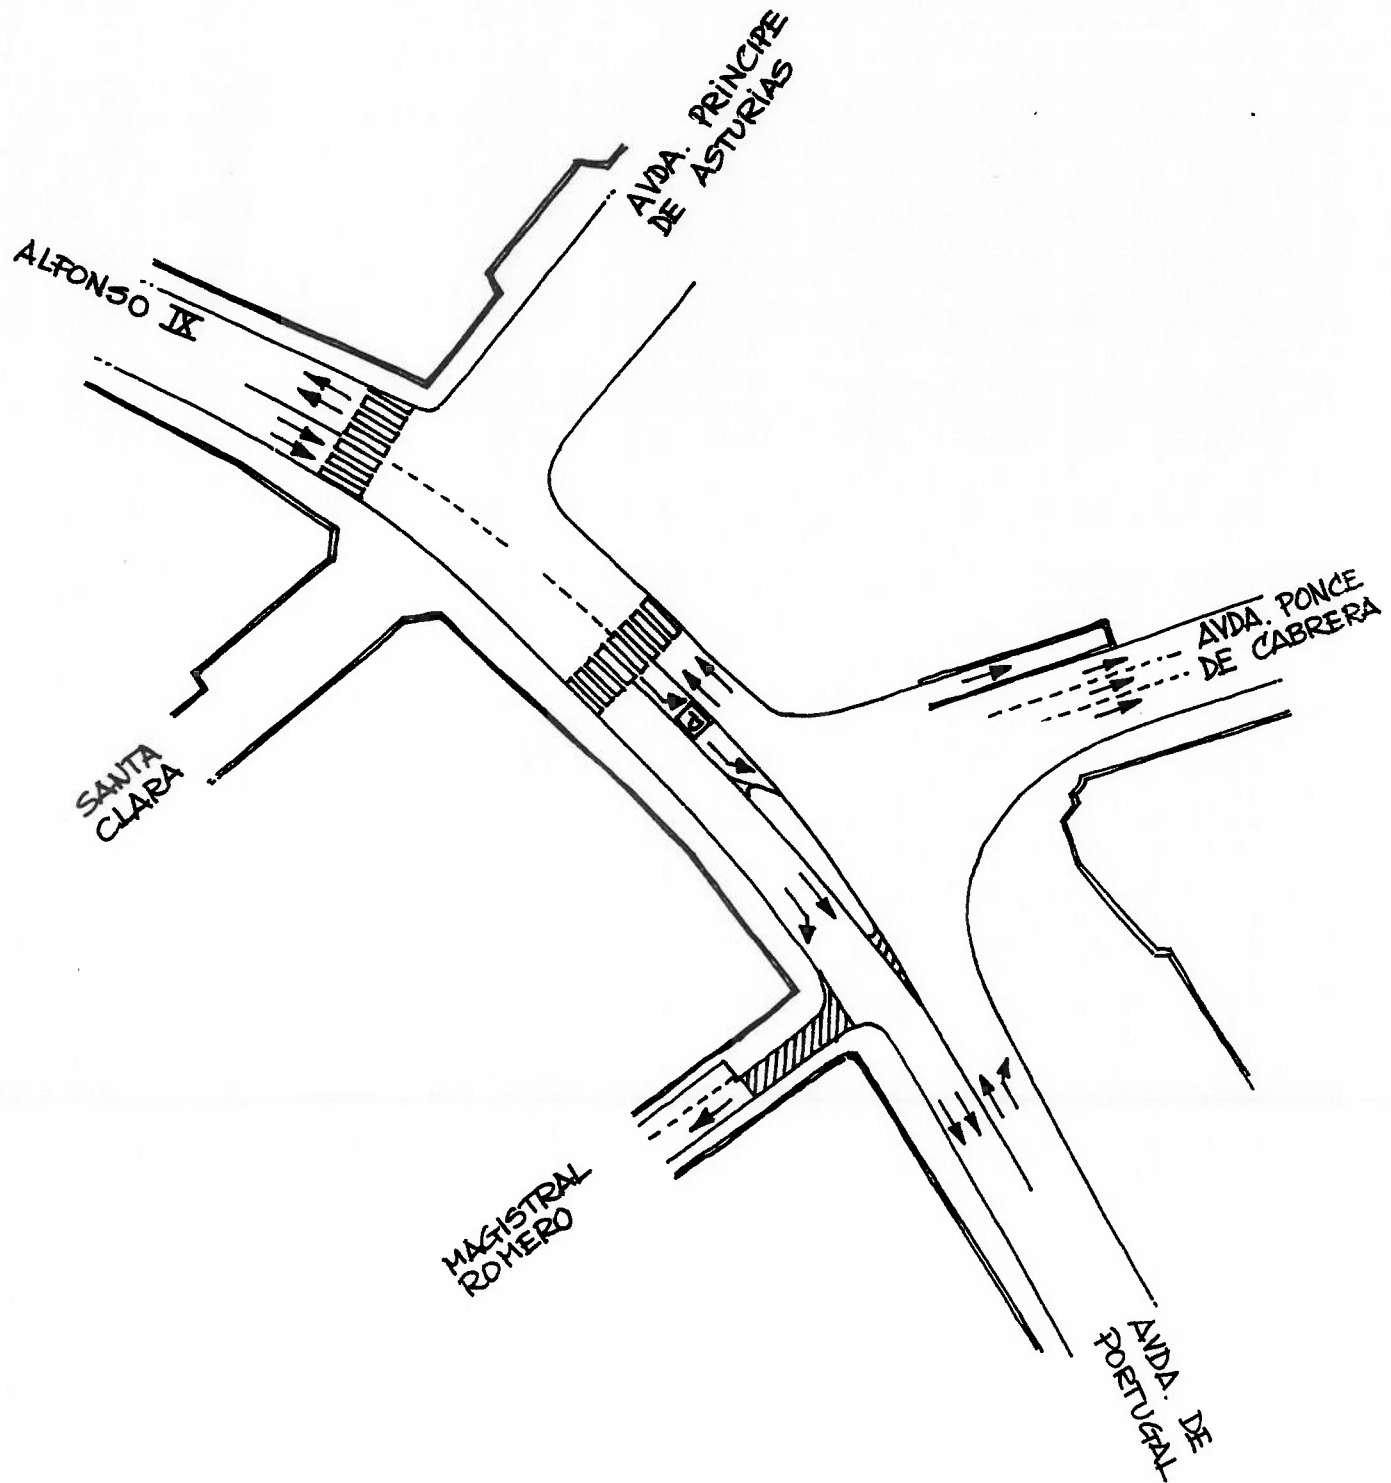 AVDA. PRINCIPE
DE ASTURIAS
ALFONSO IX
AVDA. PONCE
DE CABRERA
SANTA
CLARA
MAGISTRAL
ROMERO
AVDA. DE
PORTUGAL